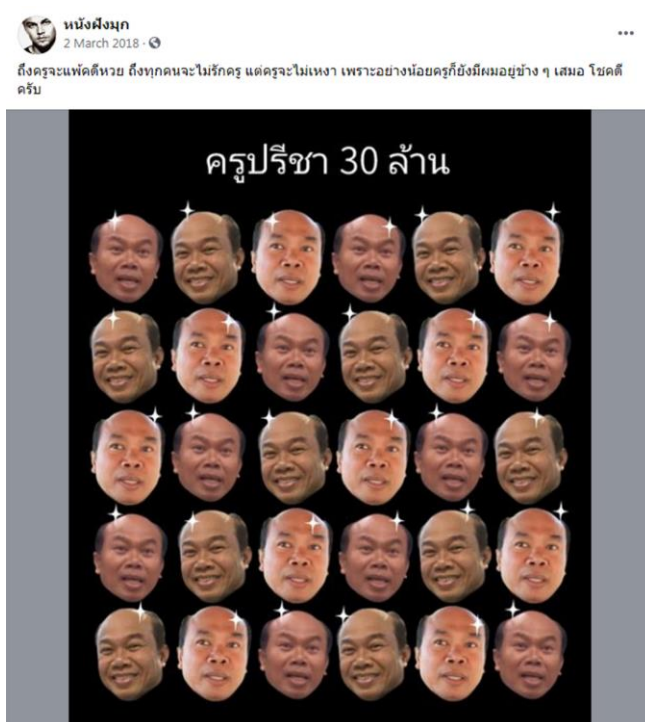 หนังฝังมุก
2 March 2018 ·
ถึงครูจะแพ้คดีหวย ถึงทุกคนจะไม่รักครู แต่ครูจะไม่เหงา เพราะอย่างน้อยครูก็ยังมีผมอยู่ข้าง ๆ เสมอ โชคดี
ครับ
ครูปรีชา 30 ล้าน